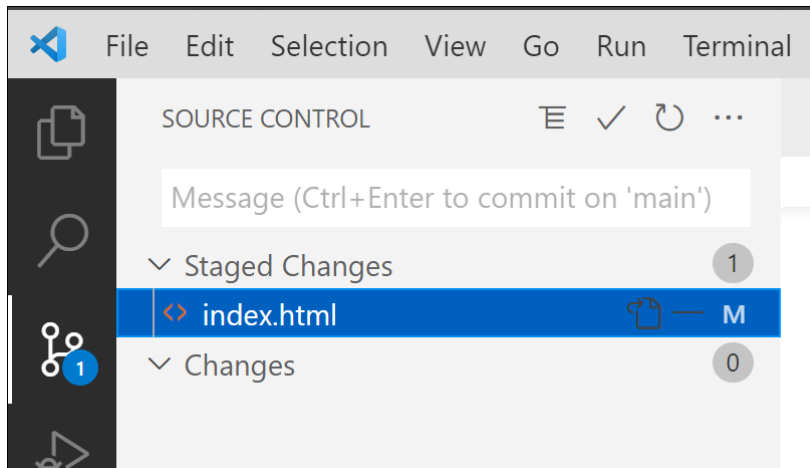 File Edit Selection View Go Run Terminal
SOURCE CONTROL
Message (Ctrl+Enter to commit on 'main')
Staged Changes 1
<> index.html M
1
Changes 0